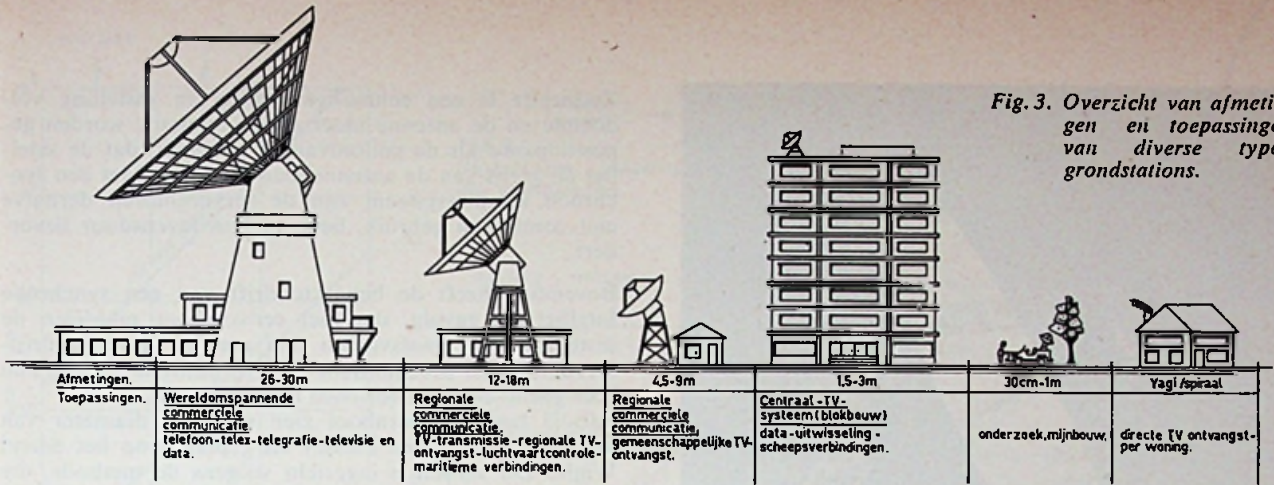 Fig. 3. Overzicht van afmetin
gen en toepassinge
van diverse type
grondstations.
Afmetingen. 26-30m 12-18m 4,5-9m 1,5-3m 30cm-1m Yagi/spiraal
Toepassingen.
Wereldomspannende
commerciele
communicatie.
telefoon-telex-telegrafie-televisie en
data.
Regionale
commerciele
communicatie.
TV-transmissie-regionale TV-
ontvangst-luchtvaartcontrole-
maritieme verbindingen.
Regionale
commerciele
communicatie,
gemeenschappelijke TV-
ontvangst.
Centraal-TV-
systeem (blokbouw)
data-uitwisseling-
scheepsverbindingen.
onderzoek,mijnbouw.
directe TV ontvangst-
per woning.